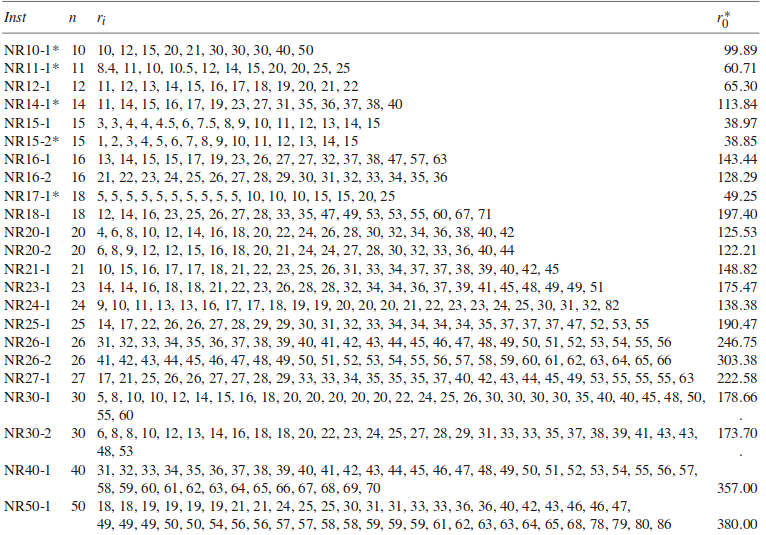 Inst n r_i r_0^*
NR10-1* 10 10, 12, 15, 20, 21, 30, 30, 30, 40, 50 99.89
NR11-1* 11 8.4, 11, 10, 10.5, 12, 14, 15, 20, 20, 25, 25 60.71
NR12-1 12 11, 12, 13, 14, 15, 16, 17, 18, 19, 20, 21, 22 65.30
NR14-1* 14 11, 14, 15, 16, 17, 19, 23, 27, 31, 35, 36, 37, 38, 40 113.84
NR15-1 15 3, 3, 4, 4, 4.5, 6, 7.5, 8, 9, 10, 11, 12, 13, 14, 15 38.97
NR15-2* 15 1, 2, 3, 4, 5, 6, 7, 8, 9, 10, 11, 12, 13, 14, 15 38.85
NR16-1 16 13, 14, 15, 15, 17, 19, 23, 26, 27, 27, 32, 37, 38, 47, 57, 63 143.44
NR16-2 16 21, 22, 23, 24, 25, 26, 27, 28, 29, 30, 31, 32, 33, 34, 35, 36 128.29
NR17-1* 18 5, 5, 5, 5, 5, 5, 5, 5, 5, 5, 10, 10, 10, 15, 15, 20, 25 49.25
NR18-1 18 12, 14, 16, 23, 25, 26, 27, 28, 33, 35, 47, 49, 53, 53, 55, 60, 67, 71 197.40
NR20-1 20 4, 6, 8, 10, 12, 14, 16, 18, 20, 22, 24, 26, 28, 30, 32, 34, 36, 38, 40, 42 125.53
NR20-2 20 6, 8, 9, 12, 12, 15, 16, 18, 20, 21, 24, 24, 27, 28, 30, 32, 33, 36, 40, 44 122.21
NR21-1 21 10, 15, 16, 17, 17, 18, 21, 22, 23, 25, 26, 31, 33, 34, 37, 37, 38, 39, 40, 42, 45 148.82
NR23-1 23 14, 14, 16, 18, 18, 21, 22, 23, 26, 28, 28, 32, 34, 34, 36, 37, 39, 41, 45, 48, 49, 49, 51 175.47
NR24-1 24 9, 10, 11, 13, 13, 16, 17, 17, 18, 19, 19, 20, 20, 20, 21, 22, 23, 23, 24, 25, 30, 31, 32, 82 138.38
NR25-1 25 14, 17, 22, 26, 26, 27, 28, 29, 29, 30, 31, 32, 33, 34, 34, 34, 34, 35, 37, 37, 37, 47, 52, 53, 55 190.47
NR26-1 26 31, 32, 33, 34, 35, 36, 37, 38, 39, 40, 41, 42, 43, 44, 45, 46, 47, 48, 49, 50, 51, 52, 53, 54, 55, 56 246.75
NR26-2 26 41, 42, 43, 44, 45, 46, 47, 48, 49, 50, 51, 52, 53, 54, 55, 56, 57, 58, 59, 60, 61, 62, 63, 64, 65, 66 303.38
NR27-1 27 17, 21, 25, 26, 26, 27, 27, 28, 29, 33, 33, 34, 35, 35, 35, 37, 40, 42, 43, 44, 45, 49, 53, 55, 55, 55, 63 222.58
NR30-1 30 5, 8, 10, 10, 12, 14, 15, 16, 18, 20, 20, 20, 20, 20, 22, 24, 25, 26, 30, 30, 30, 30, 35, 40, 40, 45, 48, 50, 178.66
55, 60 .
NR30-2 30 6, 8, 8, 10, 12, 13, 14, 16, 18, 18, 20, 22, 23, 24, 25, 27, 28, 29, 31, 33, 33, 35, 37, 38, 39, 41, 43, 43, 173.70
48, 53 .
NR40-1 40 31, 32, 33, 34, 35, 36, 37, 38, 39, 40, 41, 42, 43, 44, 45, 46, 47, 48, 49, 50, 51, 52, 53, 54, 55, 56, 57,
58, 59, 60, 61, 62, 63, 64, 65, 66, 67, 68, 69, 70 357.00
NR50-1 50 18, 18, 19, 19, 19, 19, 21, 21, 24, 25, 25, 30, 31, 31, 33, 33, 36, 36, 40, 42, 43, 46, 46, 47,
49, 49, 49, 50, 50, 54, 56, 56, 57, 57, 58, 58, 59, 59, 59, 61, 62, 63, 63, 64, 65, 68, 78, 79, 80, 86 380.00